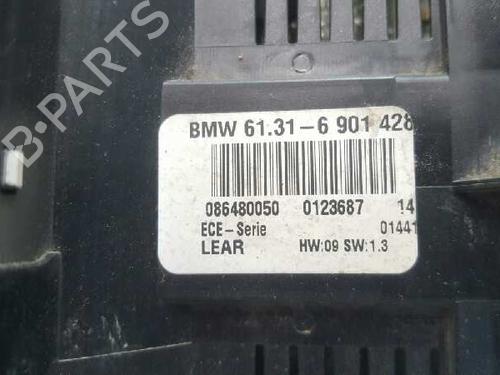 B-PARTS
BMW 61.31-6 901 428
086480050 0123687 14
ECE-Serie 01441
LEAR HW:09 SW:1.3
B-PARTS